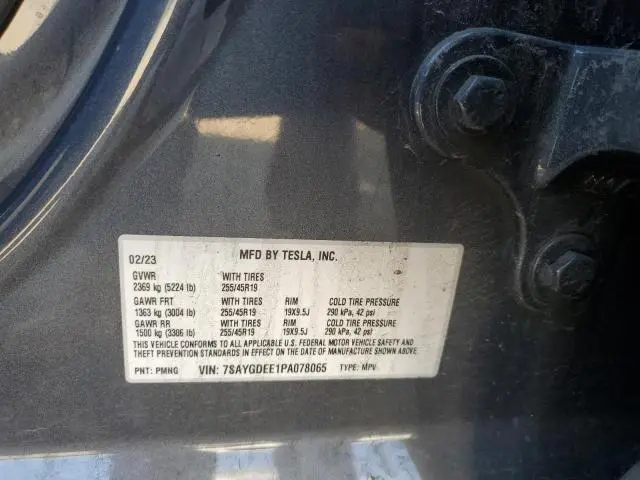 02/23 MFD BY TESLA, INC.
GVWR WITH TIRES
2369 kg (5224 lb) 255/45R19
GAWR FRT WITH TIRES RIM COLD TIRE PRESSURE
1363 kg (3004 lb) 255/45R19 19X9.5J 290 kPa, 42 psi
GAWR RR WITH TIRES RIM COLD TIRE PRESSURE
1500 kg (3306 lb) 255/45R19 19X9.5J 290 kPa, 42 psi
THIS VEHICLE CONFORMS TO ALL APPLICABLE U.S. FEDERAL MOTOR VEHICLE SAFETY AND
THEFT PREVENTION STANDARDS IN EFFECT ON THE DATE OF MANUFACTURE SHOWN ABOVE.
PNT: PMNG VIN: 7SAYGDEE1PA078065 TYPE: MPV